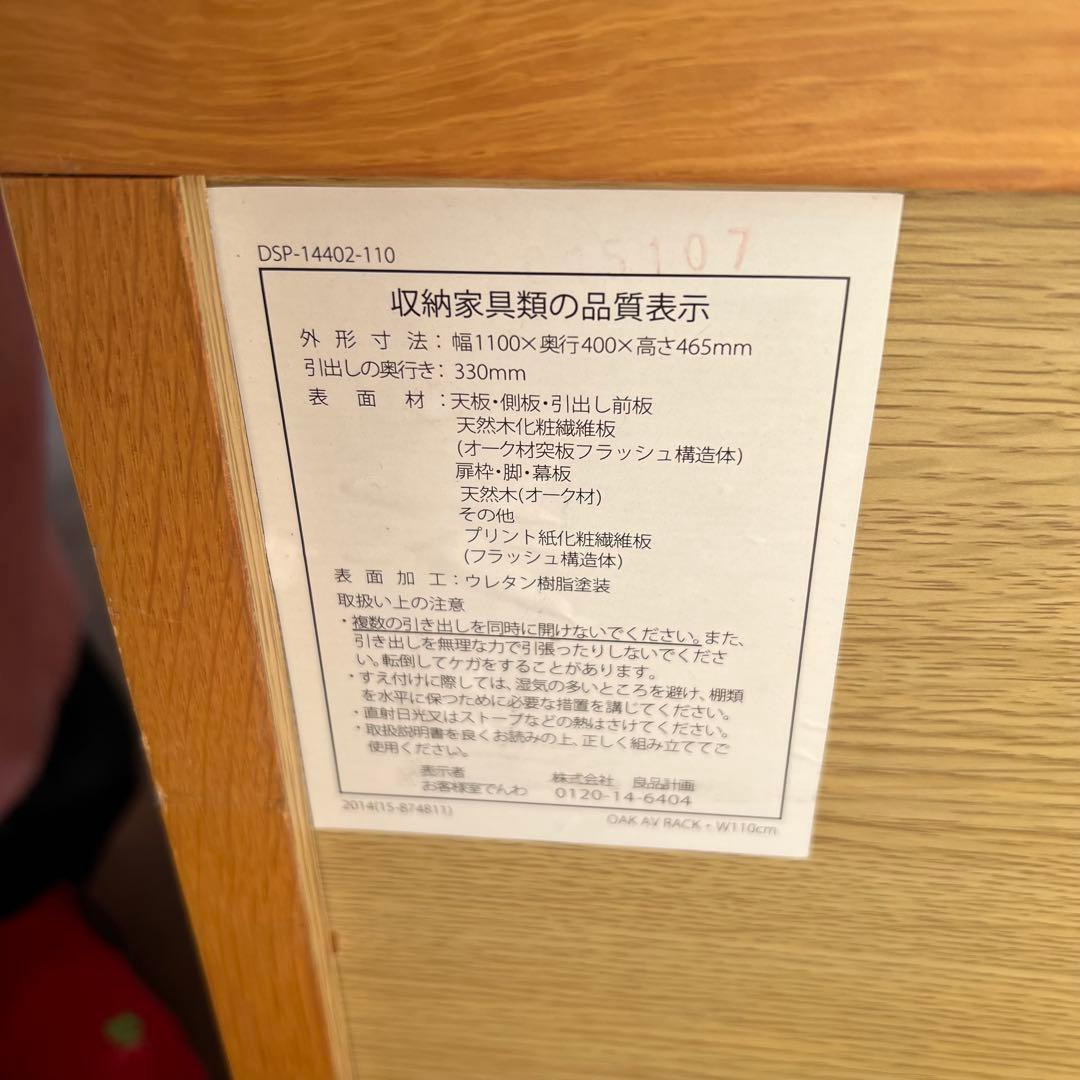 5107
DSP-14402-110
収納家具類の品質表示
外形寸法：幅1100×奥行400×高さ465mm
引出しの奥行き：330mm
表面材：天板・側板・引出し前板
天然木化粧繊維板
(オーク材突板フラッシュ構造体)
扉枠・脚・幕板
天然木(オーク材)
その他
プリント紙化粧繊維板
(フラッシュ構造体)
表面加工：ウレタン樹脂塗装
取扱い上の注意
・複数の引き出しを同時に開けないでください。また、
引き出しを無理な力で引張ったりしないでくださ
い。転倒してケガをすることがあります。
・すえ付けに際しては、湿気の多いところを避け、棚類
を水平に保つために必要な措置を講じてください。
・直射日光又はストーブなどの熱はさけてください。
・取扱説明書を良くお読みの上、正しく組み立ててご
使用ください。
表示者 株式会社 良品計画
お客様室でんわ 0120-14-6404
2014(15-874811)
OAK AV RACK・W110cm